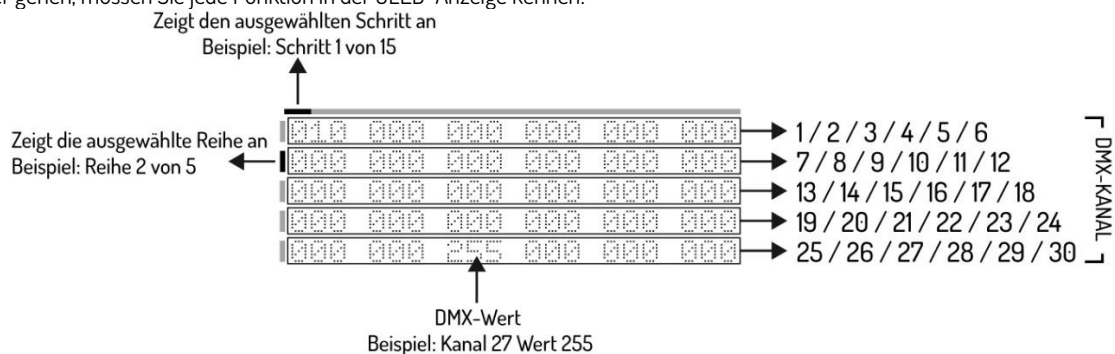 er gehen, müssen Sie jede Funktion in der OLED-Anzeige kennen.
Zeigt den ausgewählten Schritt an
Beispiel: Schritt 1 von 15
Zeigt die ausgewählte Reihe an
Beispiel: Reihe 2 von 5
010 000 000 000 000 000
000 000 000 000 000 000
000 000 000 000 000 000
000 000 000 000 000 000
000 000 255 000 000 000
1 / 2 / 3 / 4 / 5 / 6
7 / 8 / 9 / 10 / 11 / 12
13 / 14 / 15 / 16 / 17 / 18
19 / 20 / 21 / 22 / 23 / 24
25 / 26 / 27 / 28 / 29 / 30
DMX-KANAL
DMX-Wert
Beispiel: Kanal 27 Wert 255